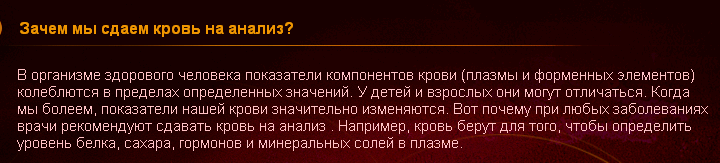 Зачем мы сдаем кровь на анализ?
В организме здорового человека показатели компонентов крови (плазмы и форменных элементов)
колеблются в пределах определенных значений. У детей и взрослых они могут отличаться. Когда
мы болеем, показатели нашей крови значительно изменяются. Вот почему при любых заболеваниях
врачи рекомендуют сдавать кровь на анализ . Например, кровь берут для того, чтобы определить
уровень белка, сахара, гормонов и минеральных солей в плазме.